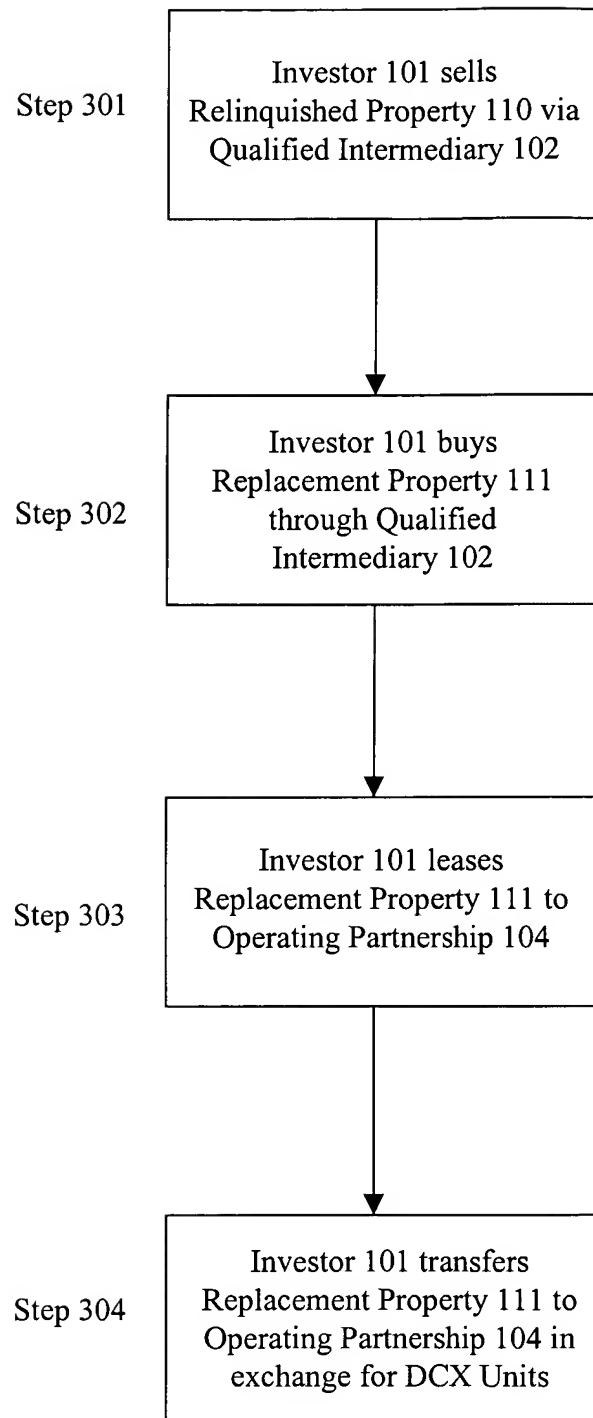 Step 301
Investor 101 sells
Relinquished Property 110 via
Qualified Intermediary 102
Step 302
Investor 101 buys
Replacement Property 111
through Qualified
Intermediary 102
Step 303
Investor 101 leases
Replacement Property 111 to
Operating Partnership 104
Step 304
Investor 101 transfers
Replacement Property 111 to
Operating Partnership 104 in
exchange for DCX Units